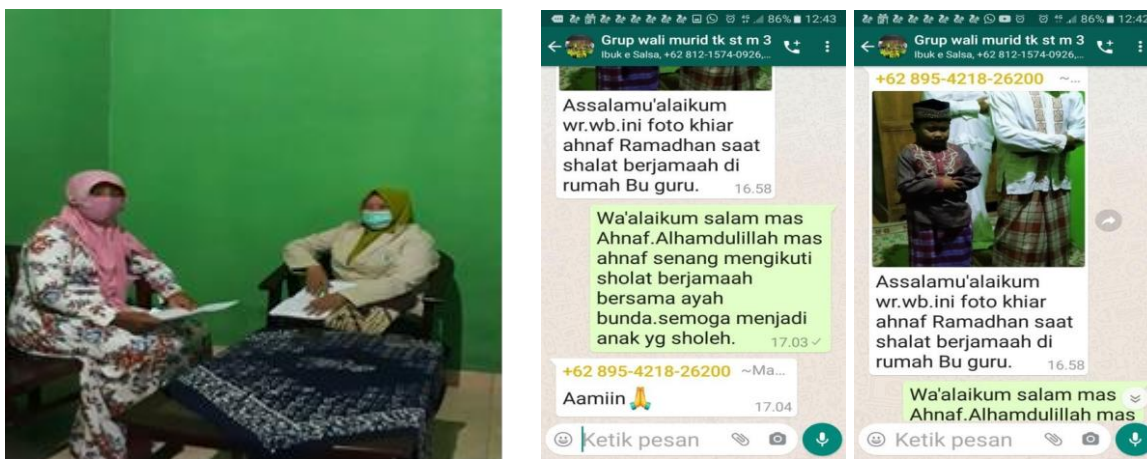 86% 12:43
Grup wali murid tk st m 3
Ibuk e Salsa, +62 812-1574-0926,...
Assalamu'alaikum
wr.wb.ini foto khiar
ahnaf Ramadhan saat
shalat berjamaah di
rumah Bu guru.
16.58
Wa'alaikum salam mas
Ahnaf.Alhamdulillah mas
ahnaf senang mengikuti
sholat berjamaah
bersama ayah
bunda.semoga menjadi
anak yg sholeh.
17.03
+62 895-4218-26200 ~Ma...
Aamiin 🙏
17.04
Ketik pesan
86% 12:42
Grup wali murid tk st m 3
Ibuk e Salsa, +62 812-1574-0926,...
+62 895-4218-26200 ~...
Assalamu'alaikum
wr.wb.ini foto khiar
ahnaf Ramadhan saat
shalat berjamaah di
rumah Bu guru.
16.58
Wa'alaikum salam mas
Ahnaf.Alhamdulillah mas
Ketik pesan